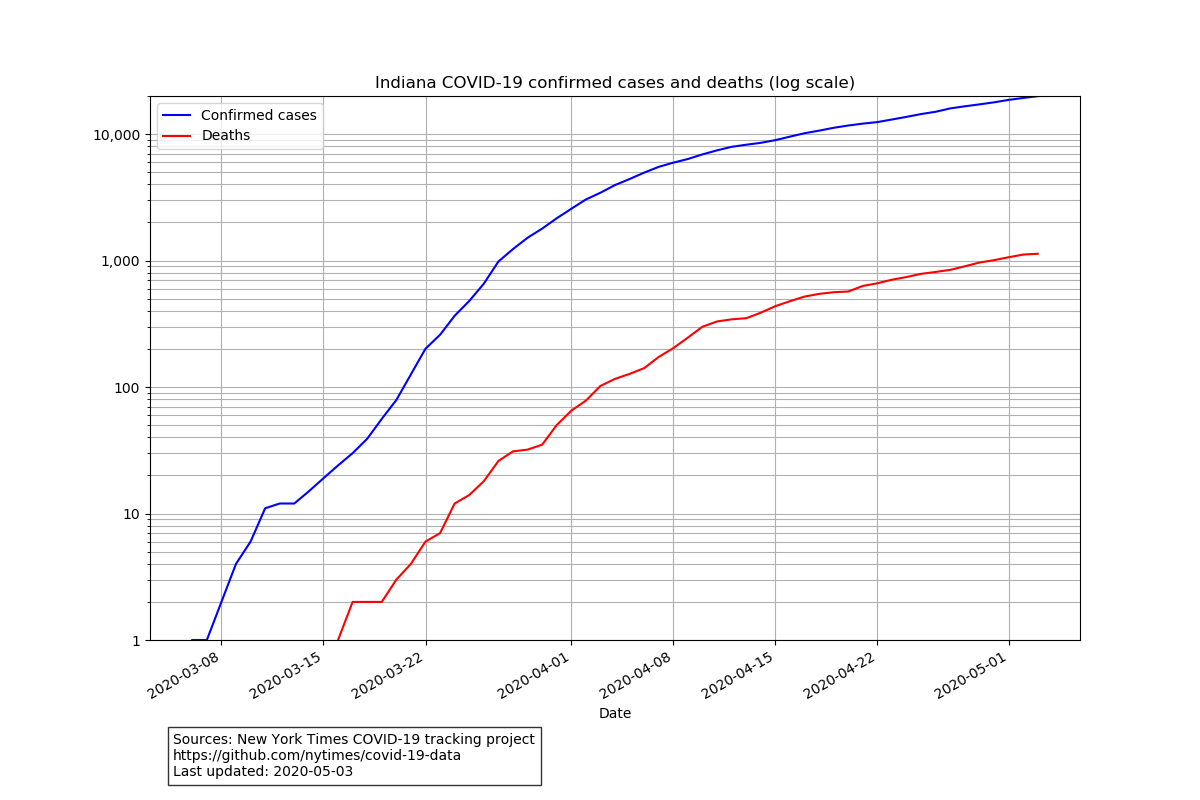 Indiana COVID-19 confirmed cases and deaths (log scale)
Confirmed cases
Deaths
10,000
1,000
100
10
1
2020-03-08
2020-03-15
2020-03-22
2020-04-01
2020-04-08
2020-04-15
2020-04-22
2020-05-01
Date
Sources: New York Times COVID-19 tracking project
https://github.com/nytimes/covid-19-data
Last updated: 2020-05-03